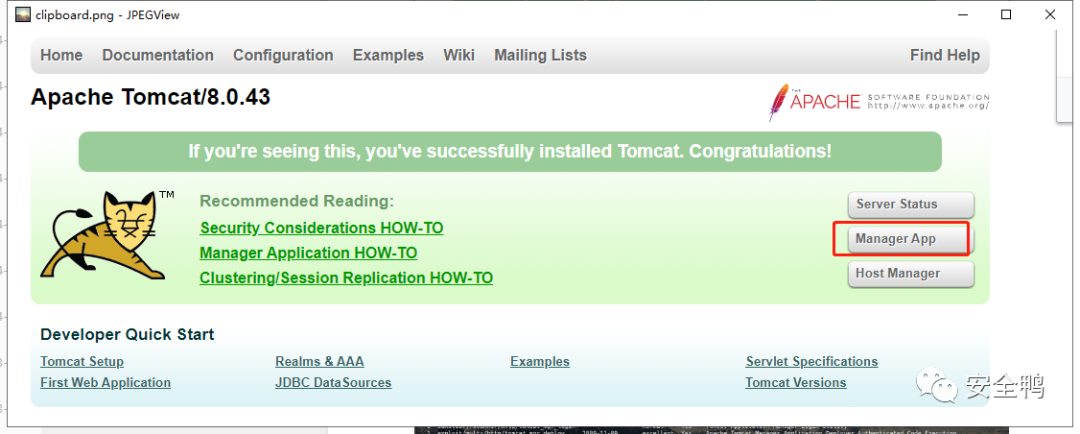 clipboard.png - JPEGView
Home Documentation Configuration Examples Wiki Mailing Lists Find Help
Apache Tomcat/8.0.43
THE
APACHE SOFTWARE FOUNDATION
http://www.apache.org/
If you're seeing this, you've successfully installed Tomcat. Congratulations!
TM
Recommended Reading:
Security Considerations HOW-TO
Manager Application HOW-TO
Clustering/Session Replication HOW-TO
Server Status
Manager App
Host Manager
Developer Quick Start
Tomcat Setup Realms & AAA Examples Servlet Specifications
First Web Application JDBC DataSources Tomcat Versions
安全鸭